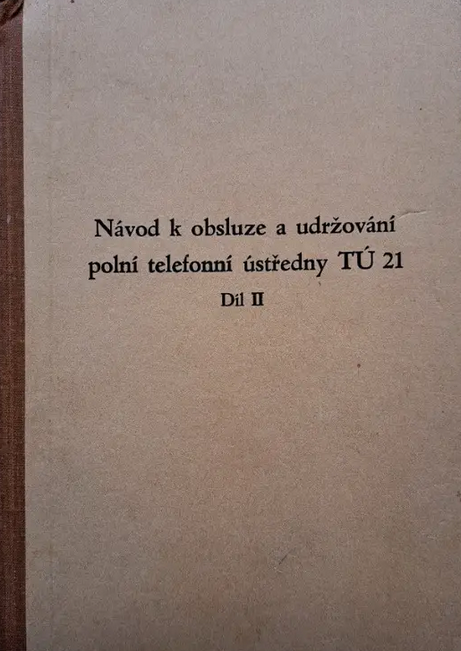 Návod k obsluze a udržování
polní telefonní ústředny TÚ 21
Díl II